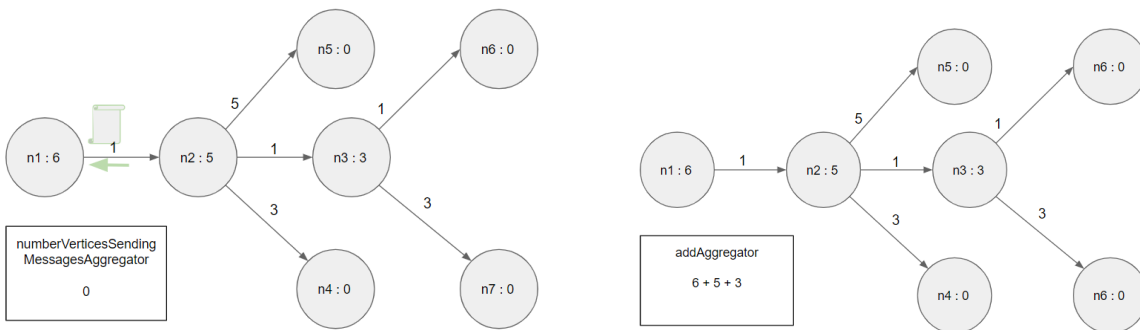 n5 : 0
n6 : 0
5
1
n1 : 6
1
n2 : 5
1
n3 : 3
3
3
numberVerticesSending
MessagesAggregator
0
n4 : 0
n7 : 0
n5 : 0
n6 : 0
5
1
n1 : 6
1
n2 : 5
1
n3 : 3
3
3
addAggregator
6 + 5 + 3
n4 : 0
n6 : 0